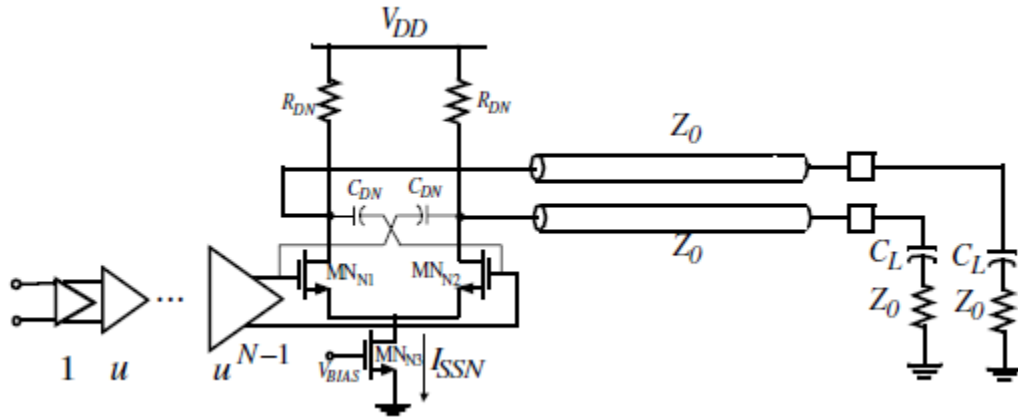 V_DD
R_DN R_DN
Z_0
C_DN C_DN
Z_0
MN_N1 MN_N2
C_L C_L
Z_0 Z_0
...
1 u u^{N-1}
V_BIAS MN_N3 I_SSN